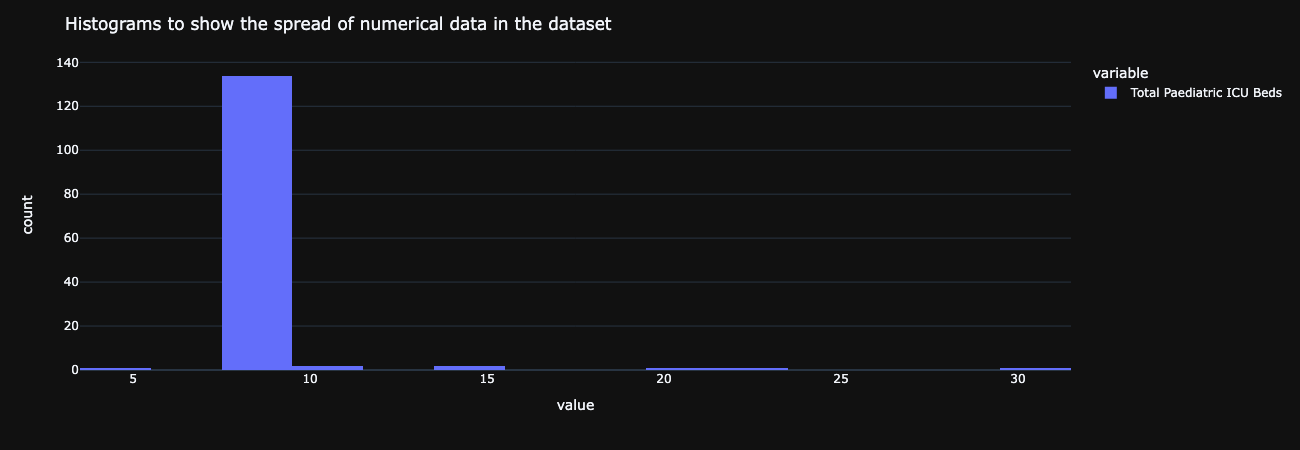 Histograms to show the spread of numerical data in the dataset
140
120
100
80
60
40
20
0
count
5
10
15
20
25
30
value
variable
Total Paediatric ICU Beds